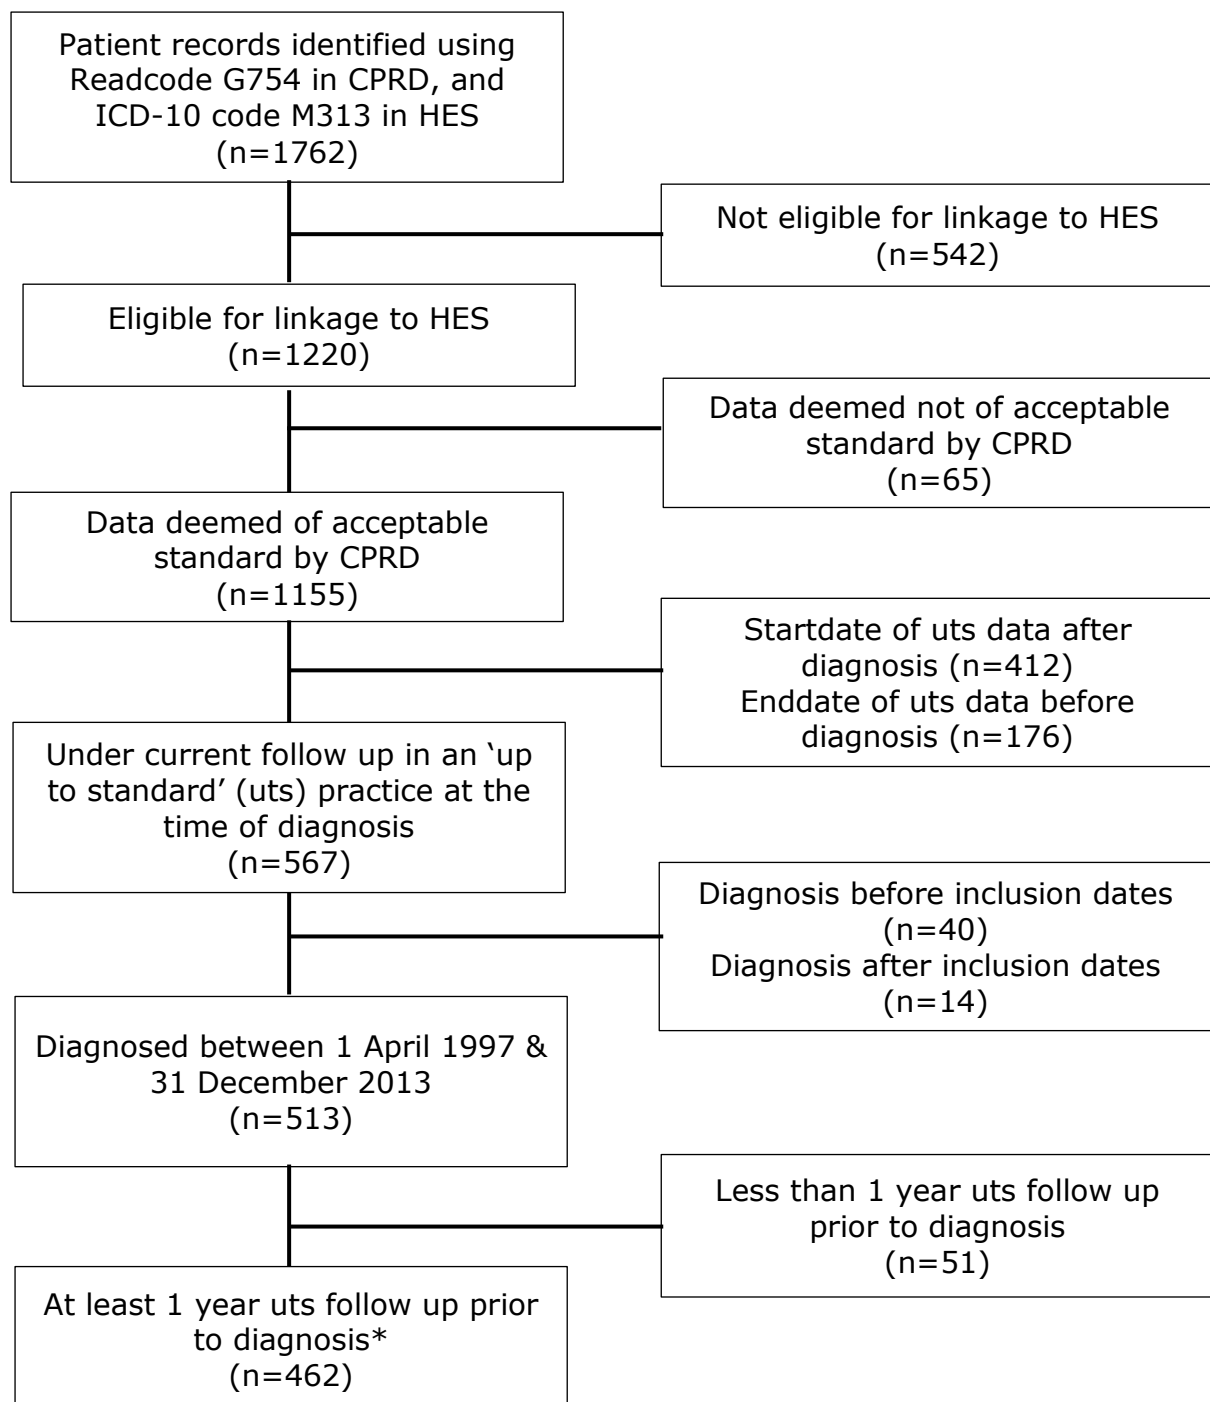 Patient records identified using
Readcode G754 in CPRD, and
ICD-10 code M313 in HES
(n=1762)
Not eligible for linkage to HES
(n=542)
Eligible for linkage to HES
(n=1220)
Data deemed not of acceptable
standard by CPRD
(n=65)
Data deemed of acceptable
standard by CPRD
(n=1155)
Startdate of uts data after
diagnosis (n=412)
Enddate of uts data before
diagnosis (n=176)
Under current follow up in an ‘up
to standard’ (uts) practice at the
time of diagnosis
(n=567)
Diagnosis before inclusion dates
(n=40)
Diagnosis after inclusion dates
(n=14)
Diagnosed between 1 April 1997 &
31 December 2013
(n=513)
Less than 1 year uts follow up
prior to diagnosis
(n=51)
At least 1 year uts follow up prior
to diagnosis*
(n=462)